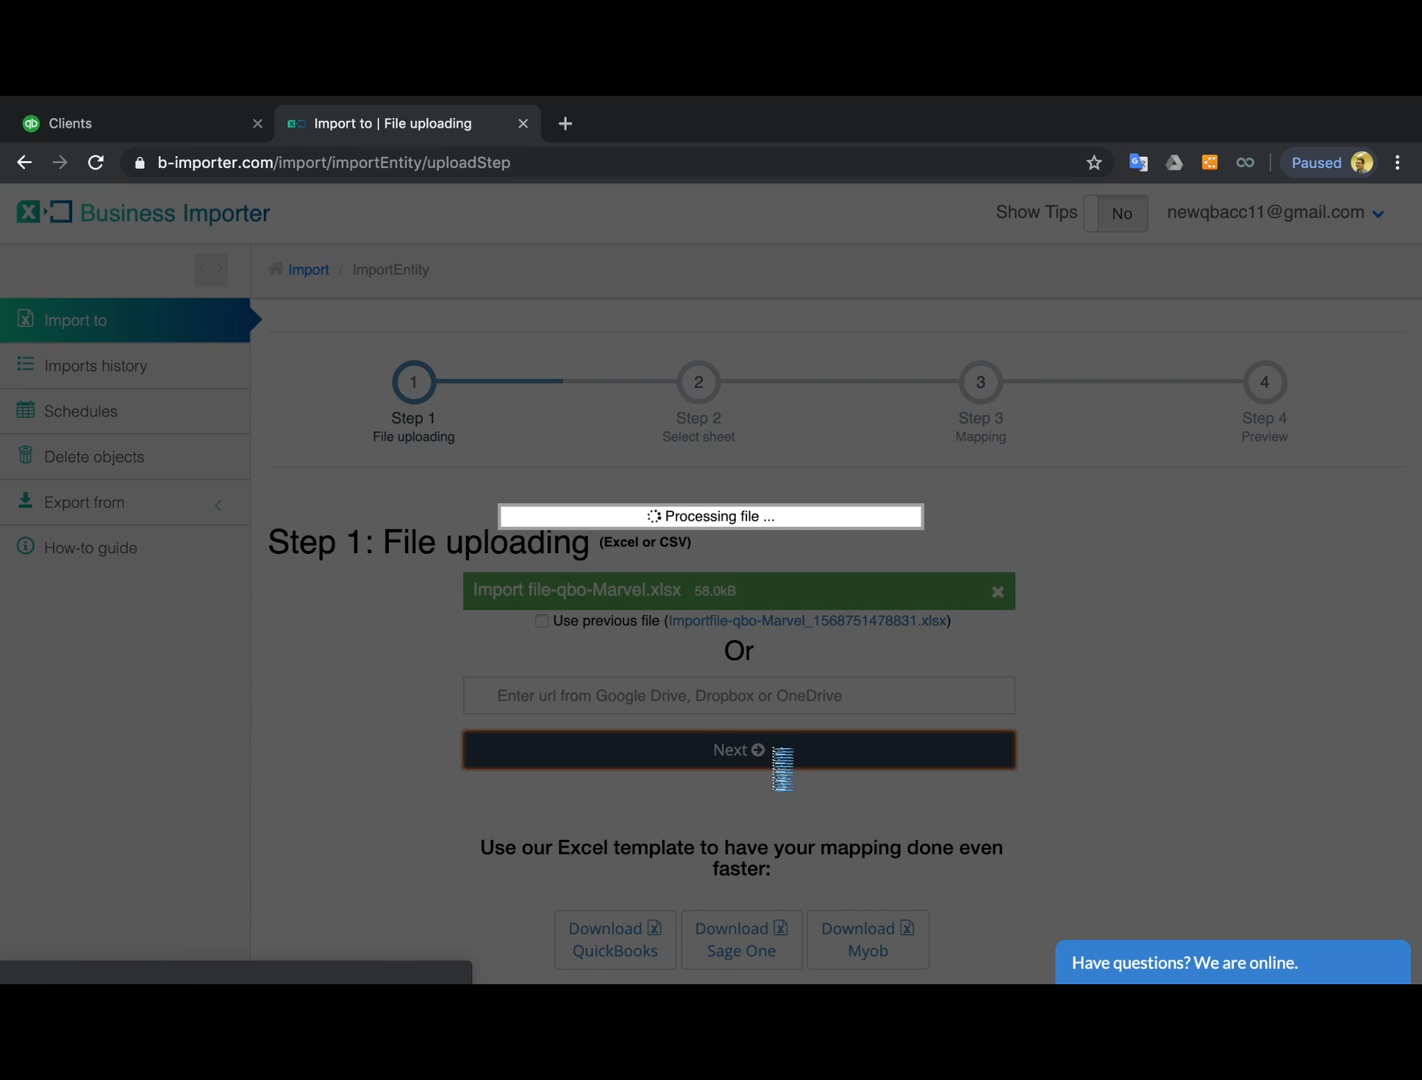 Clients
Import to | File uploading
b-importer.com/import/importEntity/uploadStep
Paused
Business Importer
Show Tips No newqbacc11@gmail.com
Import / ImportEntity
Import to
Imports history
Schedules
Delete objects
Export from
How-to guide
1 2 3 4
Step 1 Step 2 Step 3 Step 4
File uploading Select sheet Mapping Preview
Processing file ...
Step 1: File uploading (Excel or CSV)
Import file-qbo-Marvel.xlsx 58.0kB
Use previous file (Importfile-qbo-Marvel_1568751478831.xlsx)
Or
Enter url from Google Drive, Dropbox or OneDrive
Next
Use our Excel template to have your mapping done even
faster:
Download Download Download
QuickBooks Sage One Myob
Have questions? We are online.